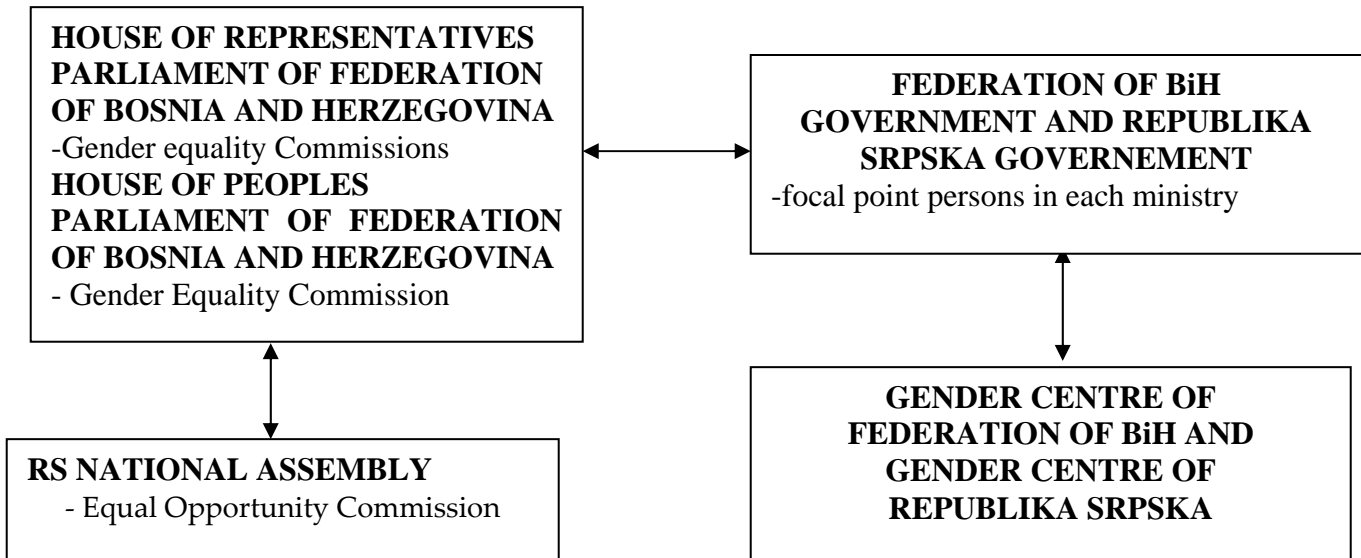 HOUSE OF REPRESENTATIVES
PARLIAMENT OF FEDERATION
OF BOSNIA AND HERZEGOVINA
-Gender equality Commissions
HOUSE OF PEOPLES
PARLIAMENT OF FEDERATION
OF BOSNIA AND HERZEGOVINA
- Gender Equality Commission
FEDERATION OF BiH
GOVERNMENT AND REPUBLIKA
SRPSKA GOVERNEMENT
-focal point persons in each ministry
RS NATIONAL ASSEMBLY
- Equal Opportunity Commission
GENDER CENTRE OF
FEDERATION OF BiH AND
GENDER CENTRE OF
REPUBLIKA SRPSKA